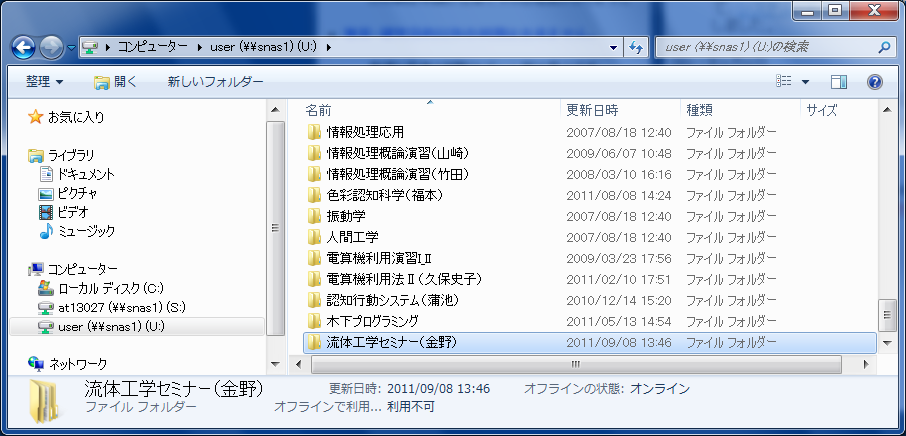 コンピューター ▸ user (¥¥snas1) (U:)
user (¥¥snas1) (U:)の検索
整理 開く 新しいフォルダー
お気に入り
ライブラリ
ドキュメント
ピクチャ
ビデオ
ミュージック
コンピューター
ローカル ディスク (C:)
at13027 (¥¥snas1) (S:)
user (¥¥snas1) (U:)
ネットワーク
名前 更新日時 種類 サイズ
情報処理応用 2007/08/18 12:40 ファイル フォルダー
情報処理概論演習(山崎) 2009/06/07 10:48 ファイル フォルダー
情報処理概論演習(竹田) 2008/03/10 16:16 ファイル フォルダー
色彩認知科学(福本) 2011/08/08 14:24 ファイル フォルダー
振動学 2007/08/18 12:40 ファイル フォルダー
人間工学 2007/08/18 12:40 ファイル フォルダー
電算機利用演習I,II 2009/03/23 17:56 ファイル フォルダー
電算機利用法Ⅱ(久保史子) 2011/02/10 17:51 ファイル フォルダー
認知行動システム(蒲池) 2010/12/14 15:20 ファイル フォルダー
木下プログラミング 2011/05/13 14:54 ファイル フォルダー
流体工学セミナー(金野) 2011/09/08 13:46 ファイル フォルダー
流体工学セミナー(金野) 更新日時: 2011/09/08 13:46 オフラインの状態: オンライン
ファイル フォルダー オフラインで利用... 利用不可